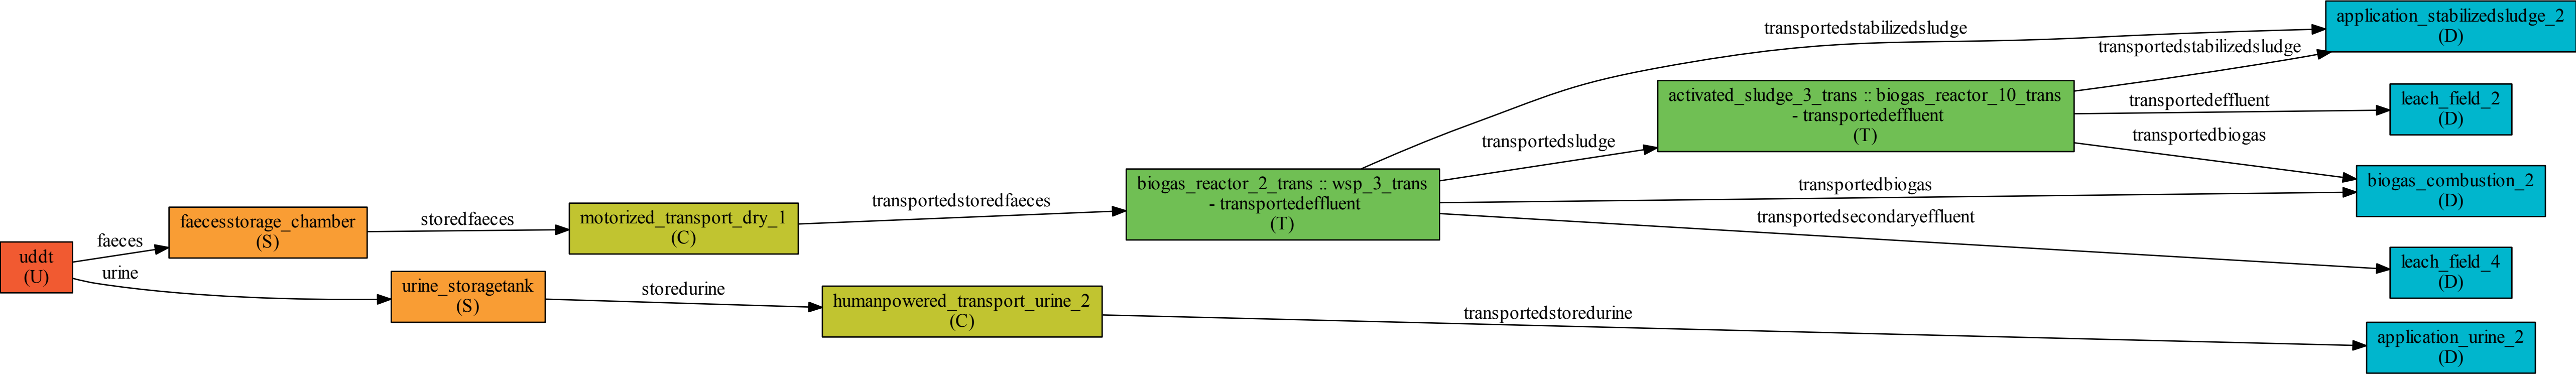 uddt
(U)
faeces
urine
faecesstorage_chamber
(S)
urine_storagetank
(S)
storedfaeces
storedurine
motorized_transport_dry_1
(C)
humanpowered_transport_urine_2
(C)
transportedstoredfaeces
transportedstoredurine
biogas_reactor_2_trans :: wsp_3_trans
- transportedeffluent
(T)
transportedstabilizedsludge
transportedsludge
transportedbiogas
transportedsecondaryeffluent
activated_sludge_3_trans :: biogas_reactor_10_trans
- transportedeffluent
(T)
transportedstabilizedsludge
transportedeffluent
transportedbiogas
application_stabilizedsludge_2
(D)
leach_field_2
(D)
biogas_combustion_2
(D)
leach_field_4
(D)
application_urine_2
(D)